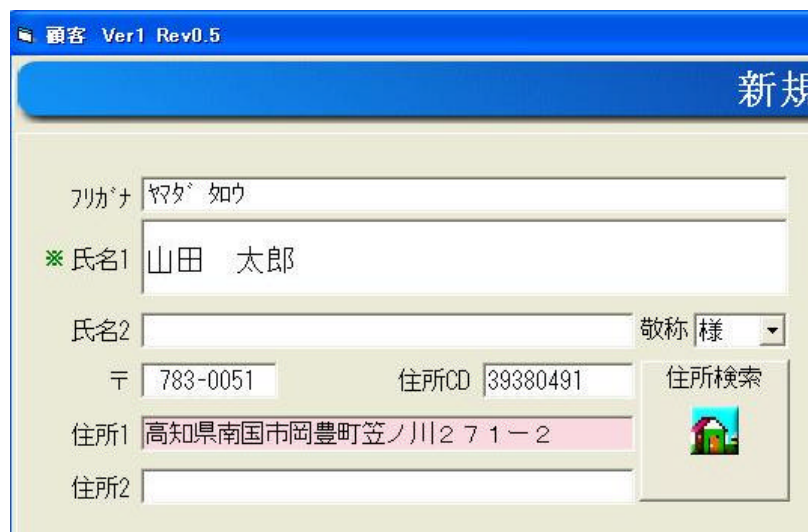 顧客 Ver1 Rev0.5
新規
ﾌﾘｶﾞﾅ ﾔﾏﾀﾞ ﾀﾛｳ
※ 氏名1 山田　太郎
氏名2 敬称 様
〒 783-0051 住所CD 39380491 住所検索
住所1 高知県南国市岡豊町笠ノ川２７１－２
住所2